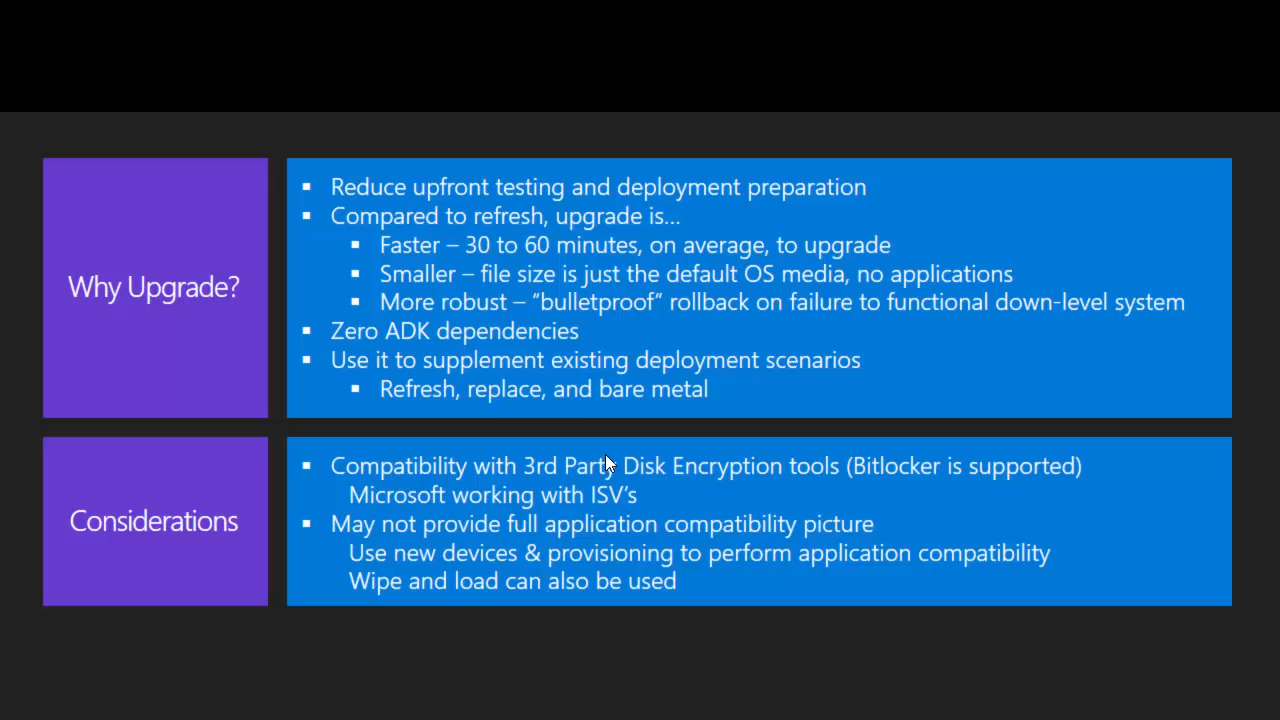 Why Upgrade?
▪ Reduce upfront testing and deployment preparation
▪ Compared to refresh, upgrade is…
▪ Faster – 30 to 60 minutes, on average, to upgrade
▪ Smaller – file size is just the default OS media, no applications
▪ More robust – “bulletproof” rollback on failure to functional down-level system
▪ Zero ADK dependencies
▪ Use it to supplement existing deployment scenarios
▪ Refresh, replace, and bare metal
Considerations
▪ Compatibility with 3rd Party Disk Encryption tools (Bitlocker is supported)
Microsoft working with ISV’s
▪ May not provide full application compatibility picture
Use new devices & provisioning to perform application compatibility
Wipe and load can also be used